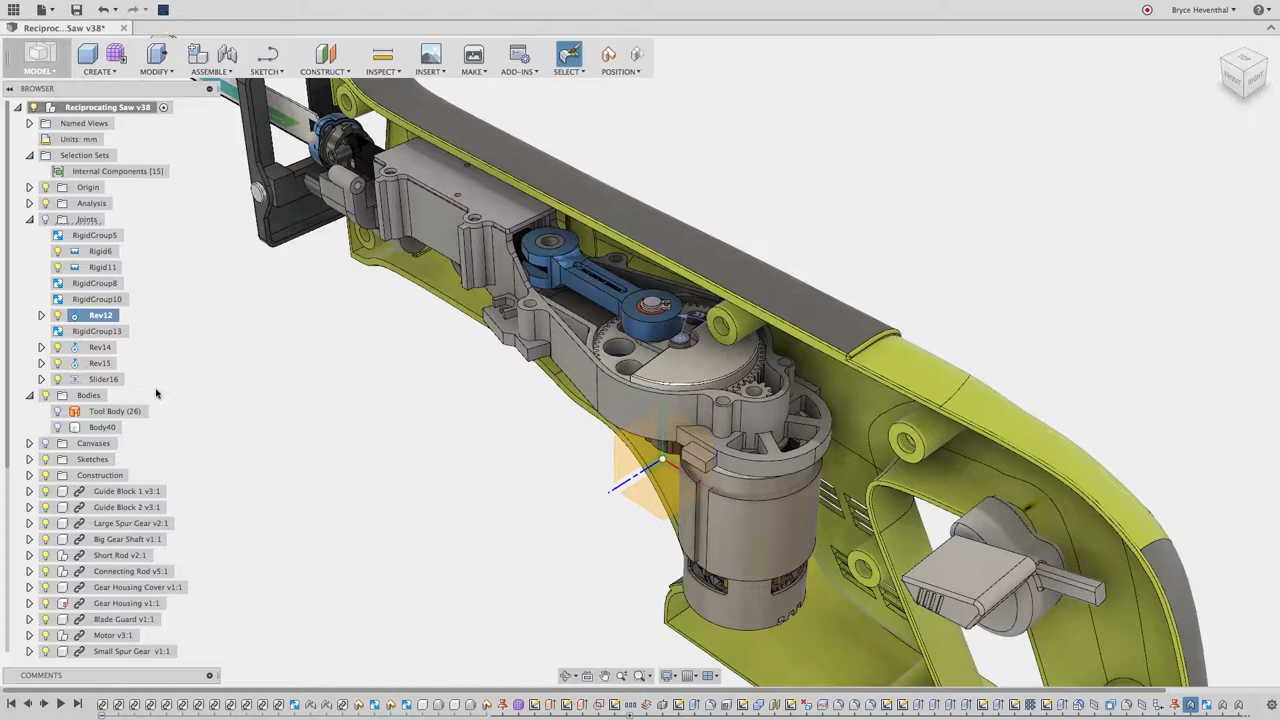 Bryce Heventhal
Reciproc...Saw v38*
MODEL
CREATE
MODIFY
ASSEMBLE
SKETCH
CONSTRUCT
INSPECT
INSERT
MAKE
ADD-INS
SELECT
POSITION
TOP
FRONT
RIGHT
BROWSER
Reciprocating Saw v38
Named Views
Units: mm
Selection Sets
Internal Components [15]
Origin
Analysis
Joints
RigidGroup5
Rigid6
Rigid11
RigidGroup8
RigidGroup10
Rev12
RigidGroup13
Rev14
Rev15
Slider16
Bodies
Tool Body (26)
Body40
Canvases
Sketches
Construction
Guide Block 1 v3:1
Guide Block 2 v3:1
Large Spur Gear v2:1
Big Gear Shaft v1:1
Short Rod v2:1
Connecting Rod v5:1
Gear Housing Cover v1:1
Gear Housing v1:1
Blade Guard v1:1
Motor v3:1
Small Spur Gear v1:1
COMMENTS